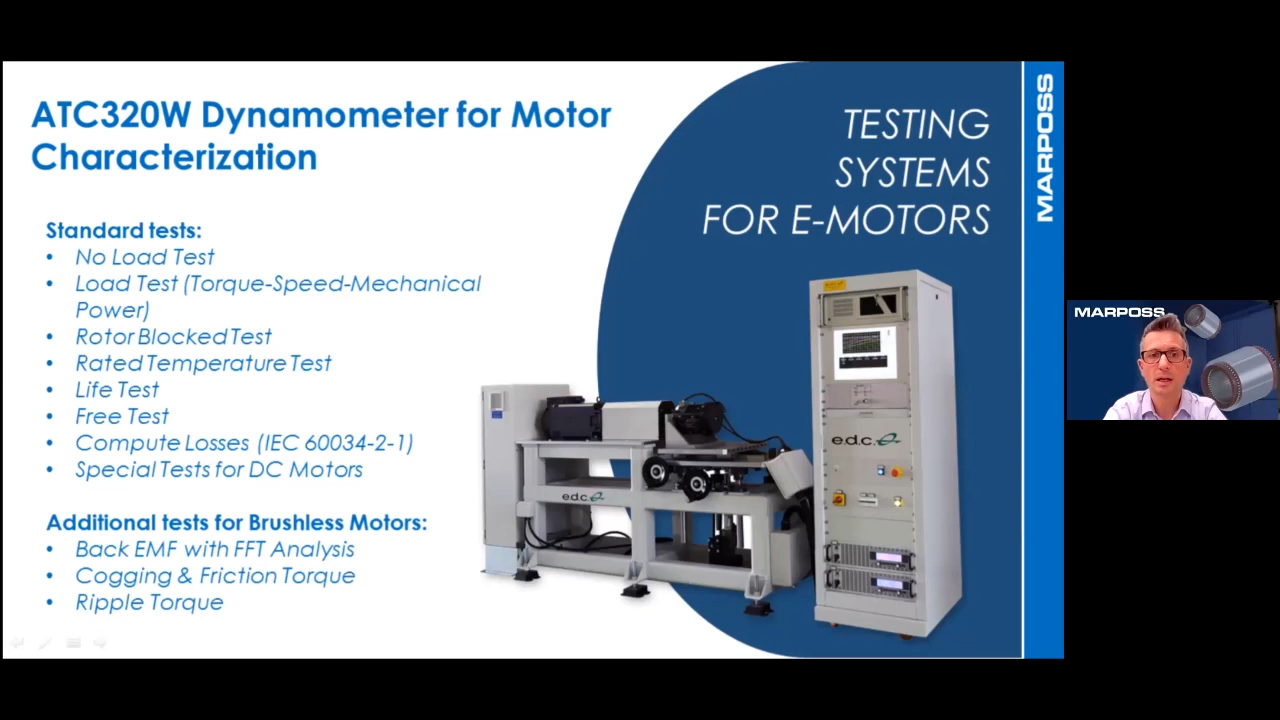 ATC320W Dynamometer for Motor
Characterization
Standard tests:
• No Load Test
• Load Test (Torque-Speed-Mechanical
Power)
• Rotor Blocked Test
• Rated Temperature Test
• Life Test
• Free Test
• Compute Losses (IEC 60034-2-1)
• Special Tests for DC Motors
Additional tests for Brushless Motors:
• Back EMF with FFT Analysis
• Cogging & Friction Torque
• Ripple Torque
TESTING
SYSTEMS
FOR E-MOTORS
e.d.c.
e.d.c.
MARPOSS
MARPOSS